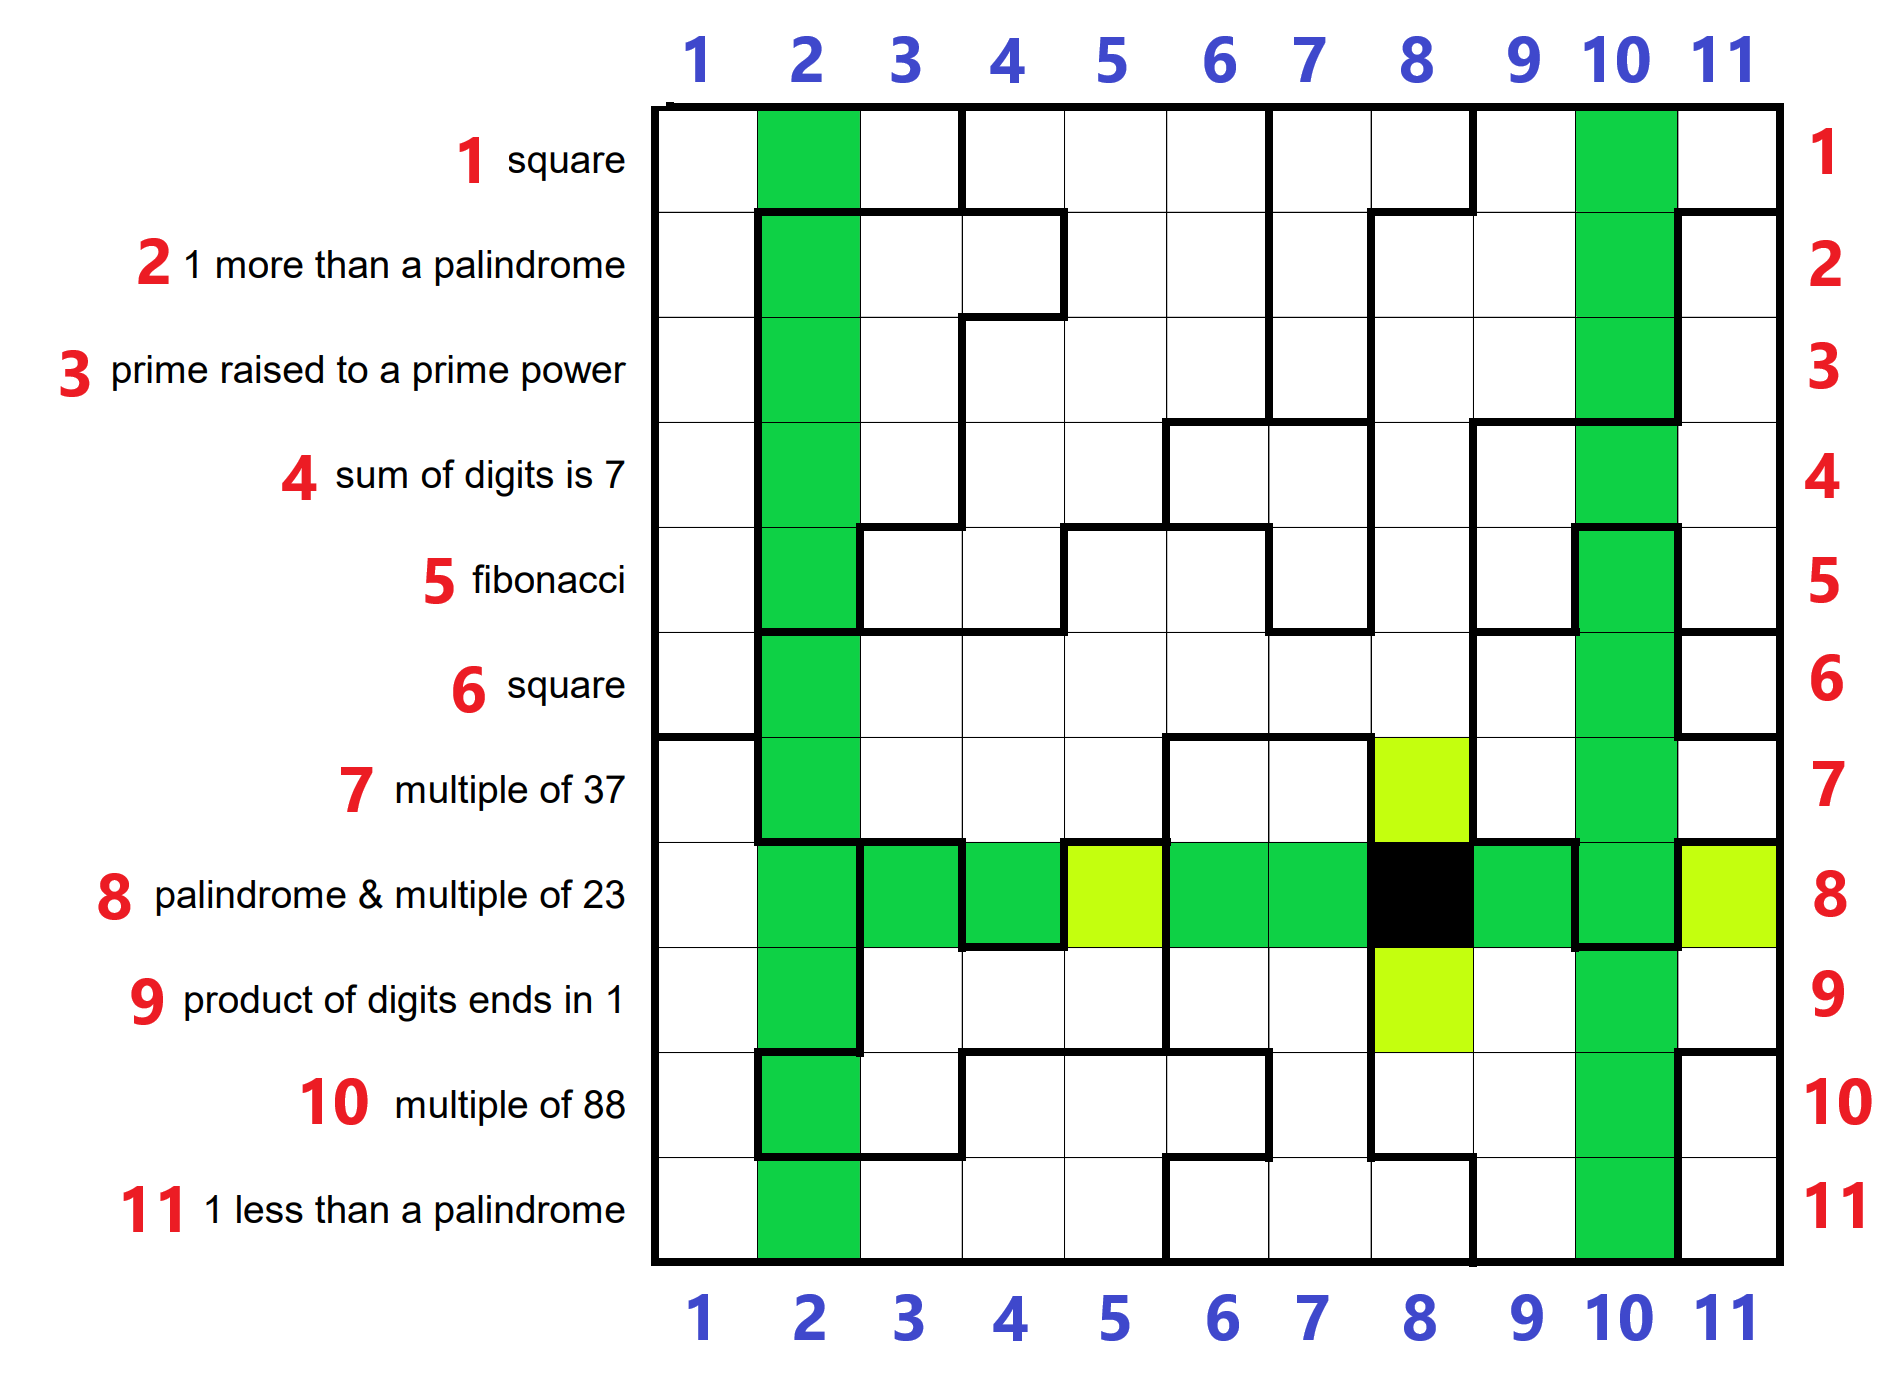 1 2 3 4 5 6 7 8 9 10 11
1 square 1
2 1 more than a palindrome 2
3 prime raised to a prime power 3
4 sum of digits is 7 4
5 fibonacci 5
6 square 6
7 multiple of 37 7
8 palindrome & multiple of 23 8
9 product of digits ends in 1 9
10 multiple of 88 10
11 1 less than a palindrome 11
1 2 3 4 5 6 7 8 9 10 11